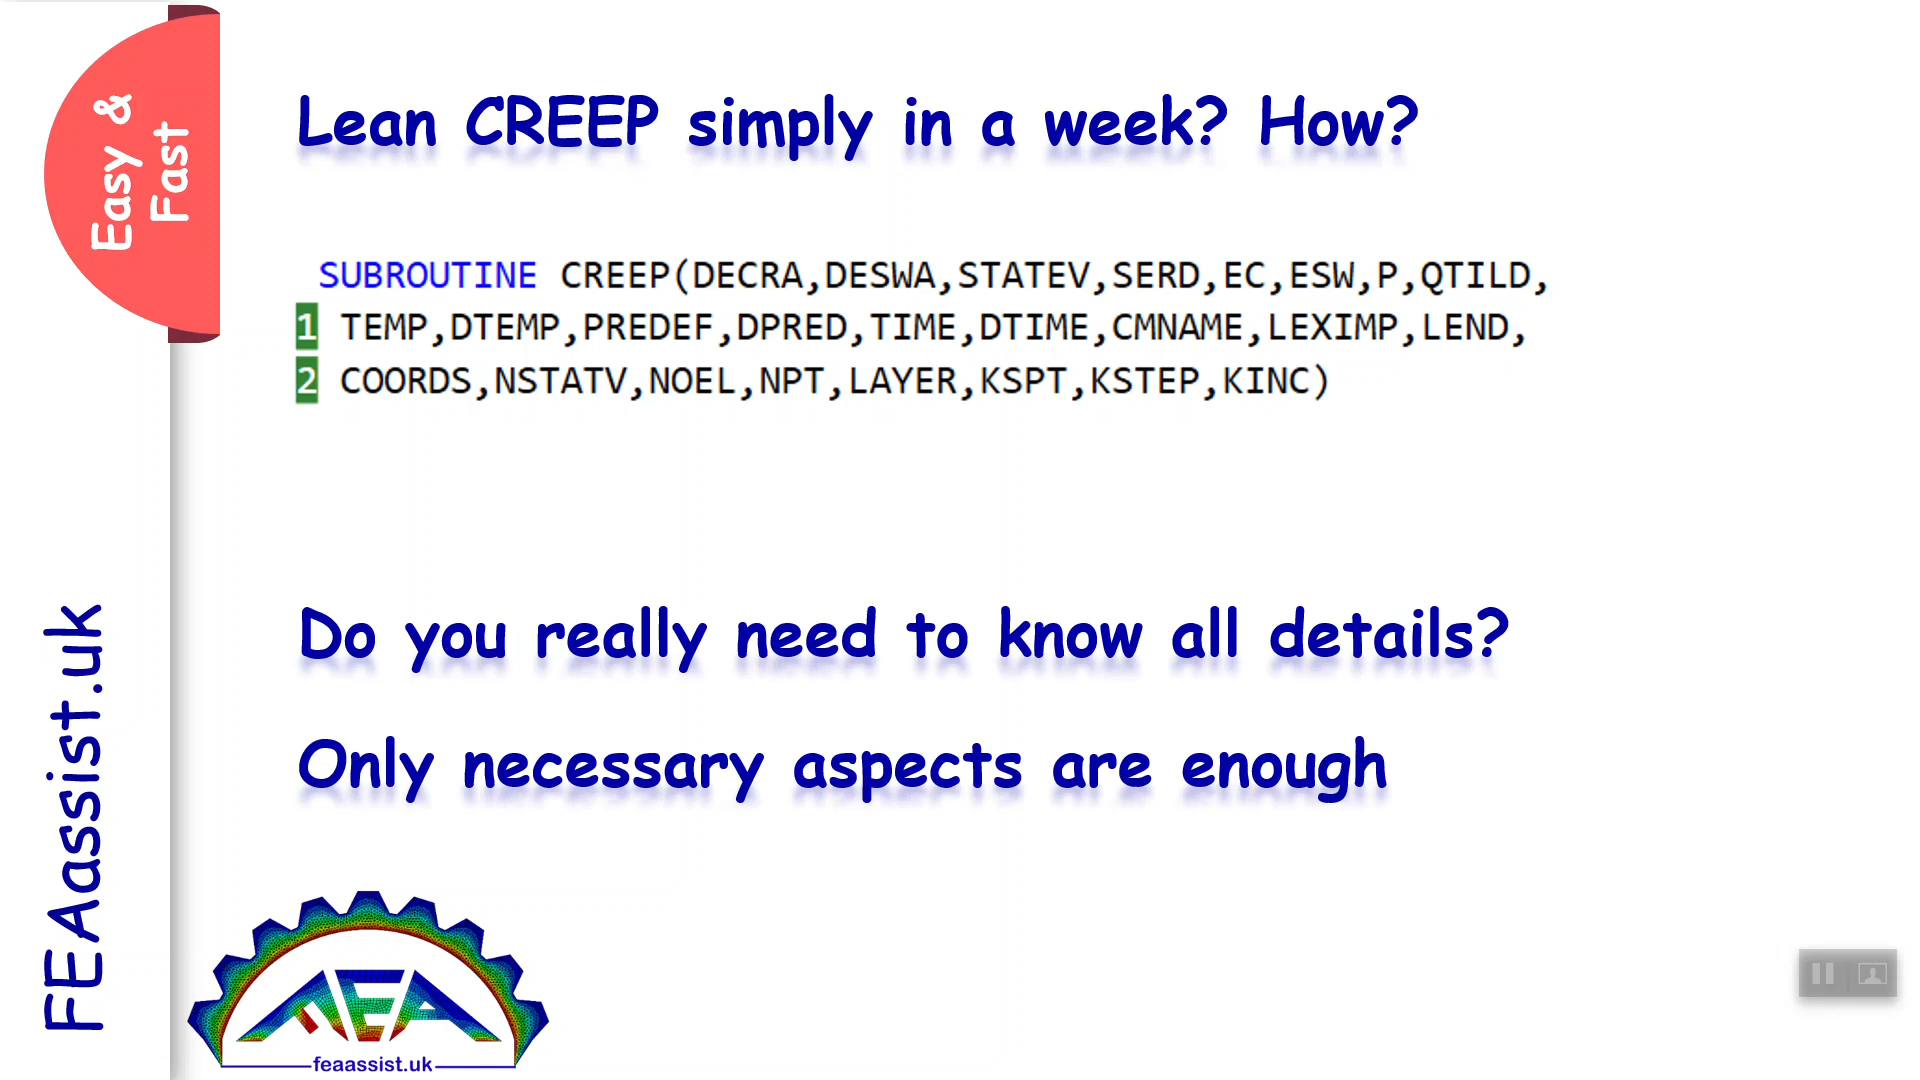 Easy &
Fast
Lean CREEP simply in a week? How?
SUBROUTINE CREEP(DECRA,DESWA,STATEV,SERD,EC,ESW,P,QTILD,
1 TEMP,DTEMP,PREDEF,DPRED,TIME,DTIME,CMNAME,LEXIMP,LEND,
2 COORDS,NSTATV,NOEL,NPT,LAYER,KSPT,KSTEP,KINC)
Do you really need to know all details?
Only necessary aspects are enough
FEAassist.uk
FEA
feaassist.uk